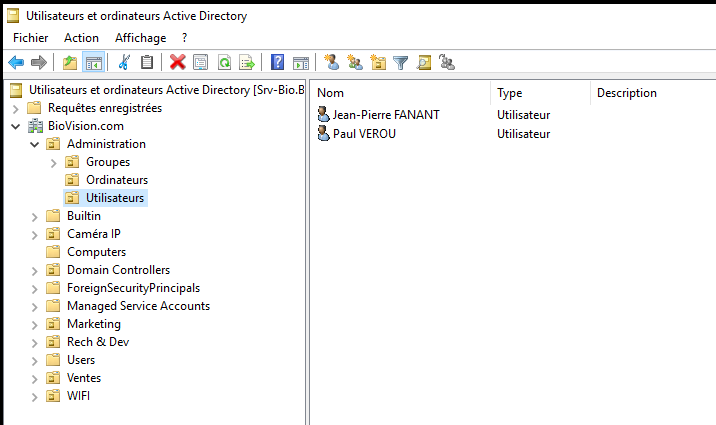 Utilisateurs et ordinateurs Active Directory
Fichier Action Affichage ?
Utilisateurs et ordinateurs Active Directory [Srv-Bio.B
Requêtes enregistrées
BioVision.com
Administration
Groupes
Ordinateurs
Utilisateurs
Builtin
Caméra IP
Computers
Domain Controllers
ForeignSecurityPrincipals
Managed Service Accounts
Marketing
Rech & Dev
Users
Ventes
WIFI
Nom Type Description
Jean-Pierre FANANT Utilisateur
Paul VEROU Utilisateur